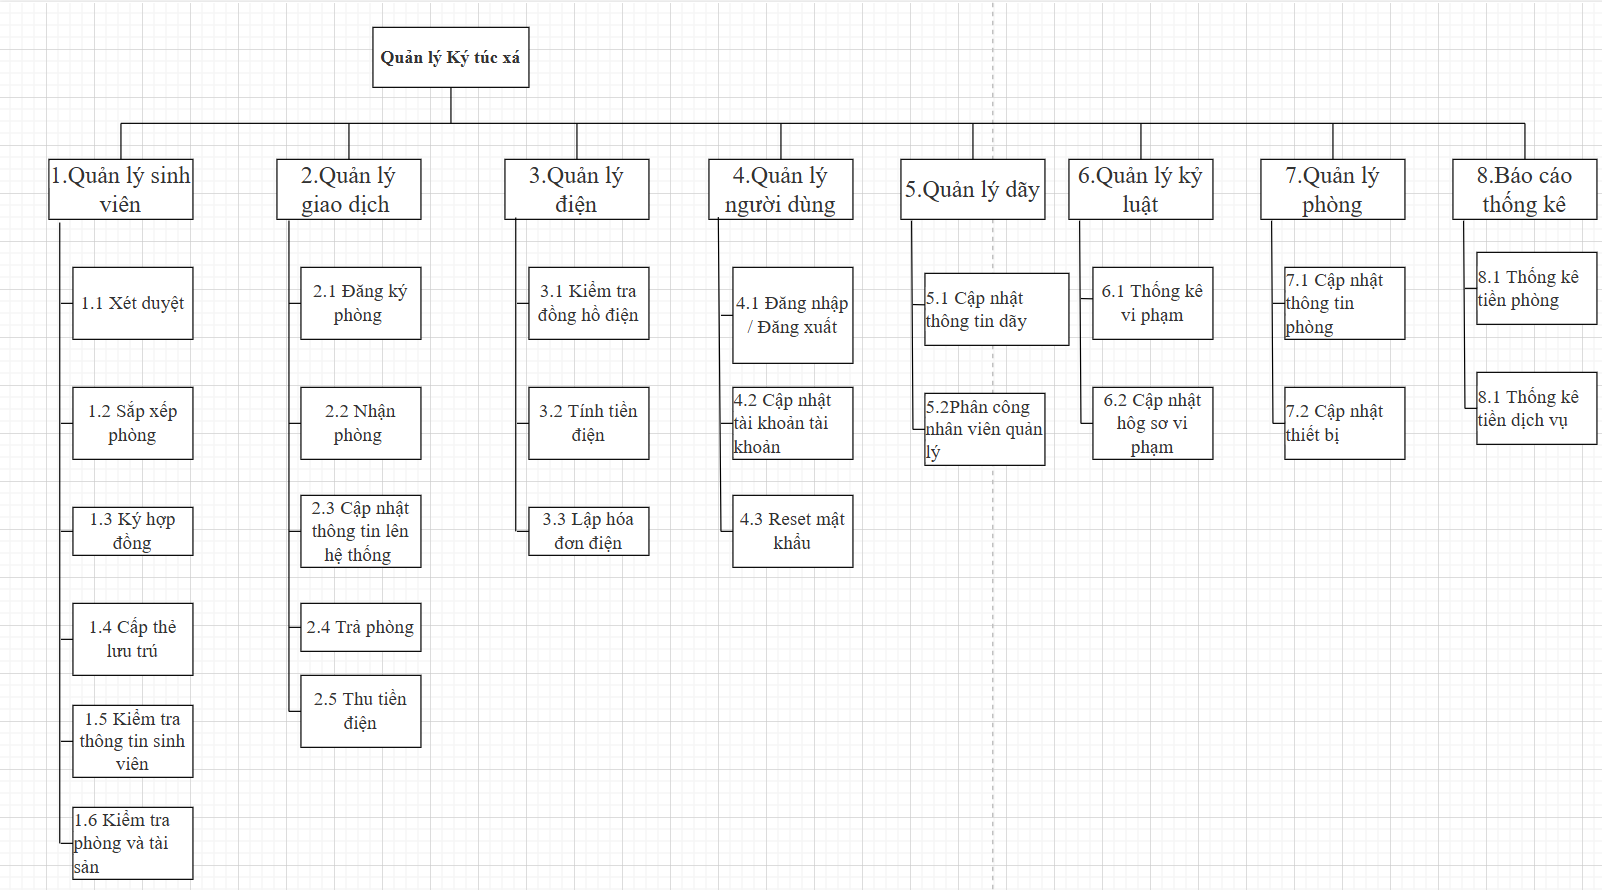 Quản lý Ký túc xá
1.Quản lý sinh
viên
1.1 Xét duyệt
1.2 Sắp xếp
phòng
1.3 Ký hợp
đồng
1.4 Cấp thẻ
lưu trú
1.5 Kiểm tra
thông tin sinh
viên
1.6 Kiểm tra
phòng và tài
sản
2.Quản lý
giao dịch
2.1 Đăng ký
phòng
2.2 Nhận
phòng
2.3 Cập nhật
thông tin lên
hệ thống
2.4 Trả phòng
2.5 Thu tiền
điện
3.Quản lý
điện
3.1 Kiểm tra
đồng hồ điện
3.2 Tính tiền
điện
3.3 Lập hóa
đơn điện
4.Quản lý
người dùng
4.1 Đăng nhập
/ Đăng xuất
4.2 Cập nhật
tài khoản tài
khoản
4.3 Reset mật
khẩu
5.Quản lý dãy
5.1 Cập nhật
thông tin dãy
5.2Phân công
nhân viên quản
lý
6.Quản lý kỷ
luật
6.1 Thống kê
vi phạm
6.2 Cập nhật
hôg sơ vi
phạm
7.Quản lý
phòng
7.1 Cập nhật
thông tin
phòng
7.2 Cập nhật
thiết bị
8.Báo cáo
thống kê
8.1 Thống kê
tiền phòng
8.1 Thống kê
tiền dịch vụ